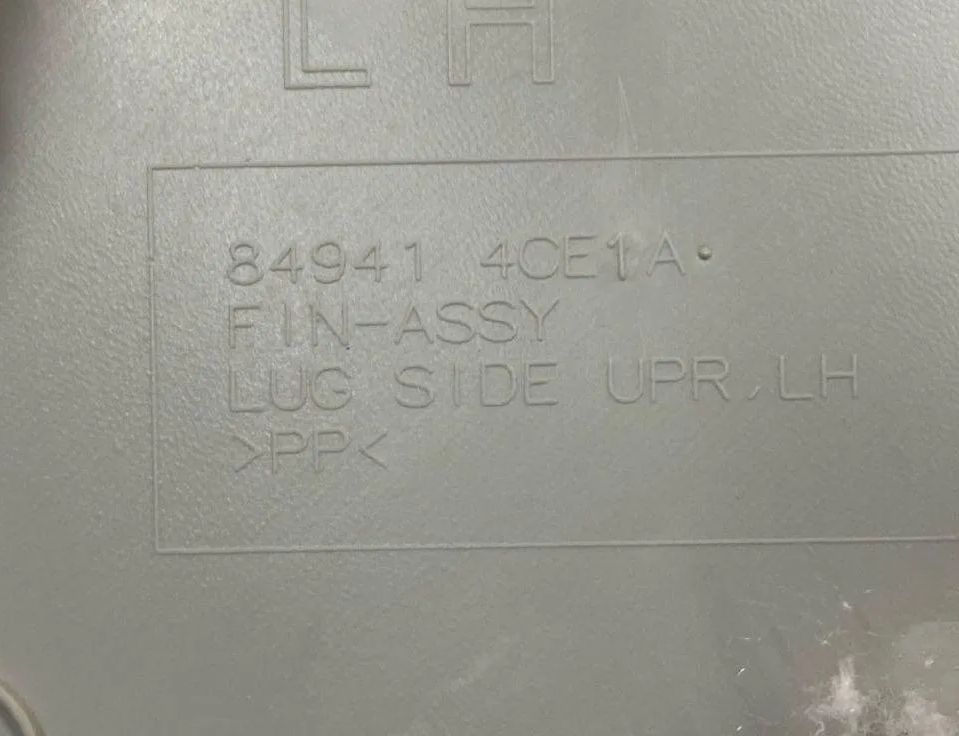 LH
84941 4CE1A·
FIN-ASSY
LUG SIDE UPR,LH
>PP<